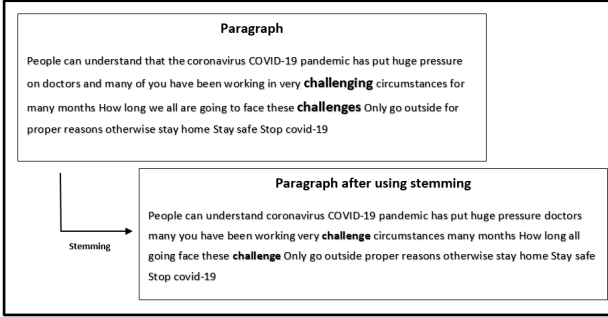 Paragraph
People can understand that the coronavirus COVID-19 pandemic has put huge pressure
on doctors and many of you have been working in very challenging circumstances for
many months How long we all are going to face these challenges Only go outside for
proper reasons otherwise stay home Stay safe Stop covid-19
Stemming
Paragraph after using stemming
People can understand coronavirus COVID-19 pandemic has put huge pressure doctors
many you have been working very challenge circumstances many months How long all
going face these challenge Only go outside proper reasons otherwise stay home Stay safe
Stop covid-19